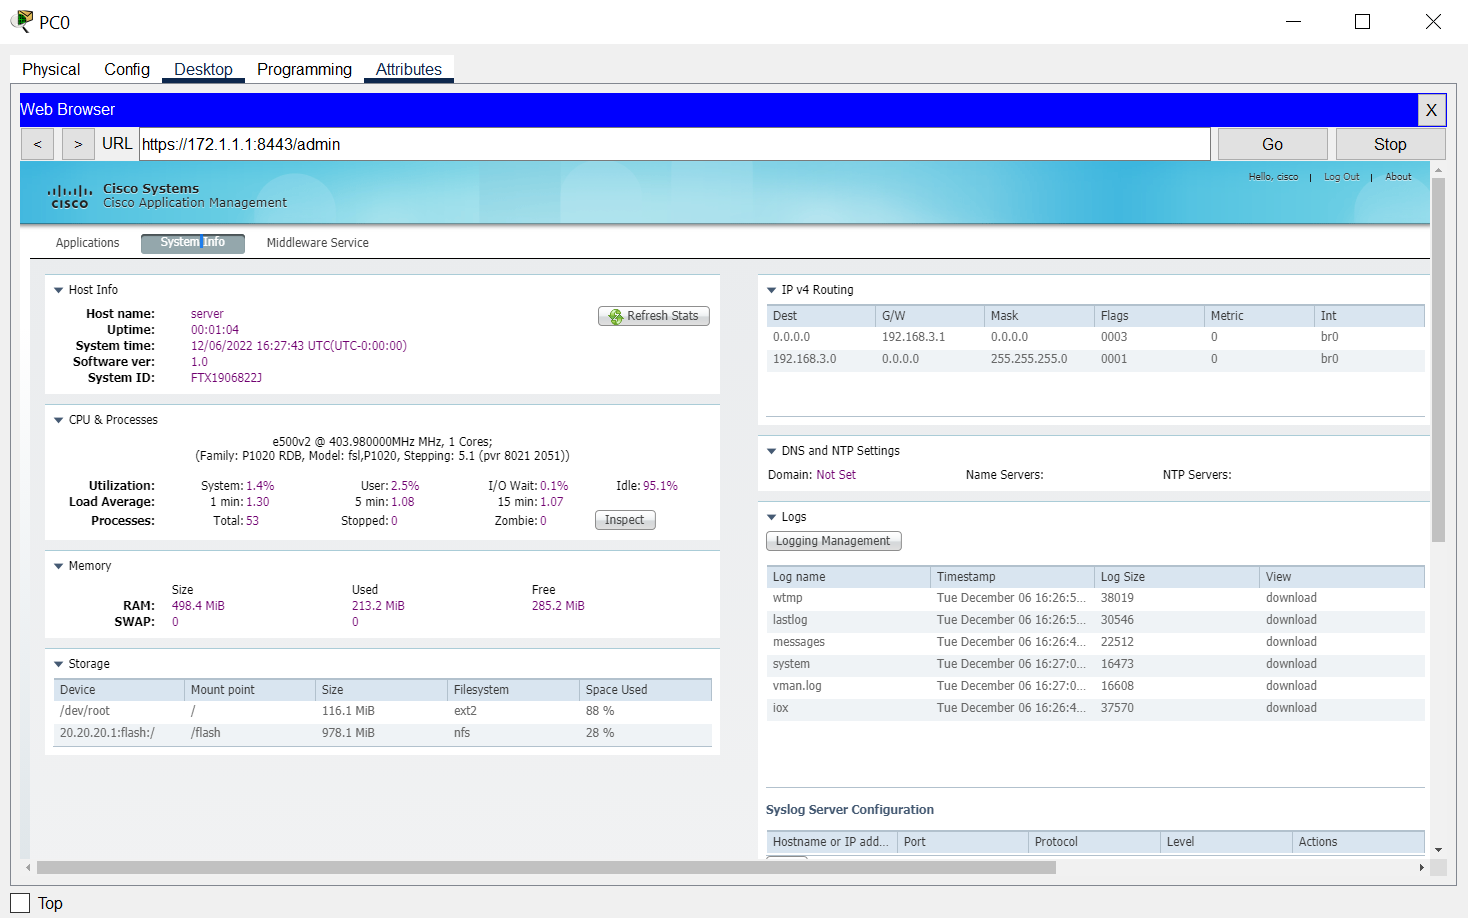 PC0
Physical Config Desktop Programming Attributes
Web Browser X
< > URL https://172.1.1.1:8443/admin Go Stop
Hello, cisco | Log Out | About
Cisco Systems
cisco Cisco Application Management
Applications System Info Middleware Service
Host Info
Host name: server Refresh Stats
Uptime: 00:01:04
System time: 12/06/2022 16:27:43 UTC(UTC-0:00:00)
Software ver: 1.0
System ID: FTX1906822J
CPU & Processes
e500v2 @ 403.980000MHz MHz, 1 Cores;
(Family: P1020 RDB, Model: fsl,P1020, Stepping: 5.1 (pvr 8021 2051))
Utilization: System: 1.4% User: 2.5% I/O Wait: 0.1% Idle: 95.1%
Load Average: 1 min: 1.30 5 min: 1.08 15 min: 1.07
Processes: Total: 53 Stopped: 0 Zombie: 0 Inspect
Memory
Size Used Free
RAM: 498.4 MiB 213.2 MiB 285.2 MiB
SWAP: 0 0
Storage
Device Mount point Size Filesystem Space Used
/dev/root / 116.1 MiB ext2 88 %
20.20.20.1:flash:/ /flash 978.1 MiB nfs 28 %
IP v4 Routing
Dest G/W Mask Flags Metric Int
0.0.0.0 192.168.3.1 0.0.0.0 0003 0 br0
192.168.3.0 0.0.0.0 255.255.255.0 0001 0 br0
DNS and NTP Settings
Domain: Not Set Name Servers: NTP Servers:
Logs
Logging Management
Log name Timestamp Log Size View
wtmp Tue December 06 16:26:5... 38019 download
lastlog Tue December 06 16:26:5... 30546 download
messages Tue December 06 16:26:4... 22512 download
system Tue December 06 16:27:0... 16473 download
vman.log Tue December 06 16:27:0... 16608 download
iox Tue December 06 16:26:4... 37570 download
Syslog Server Configuration
Hostname or IP add... Port Protocol Level Actions
Top